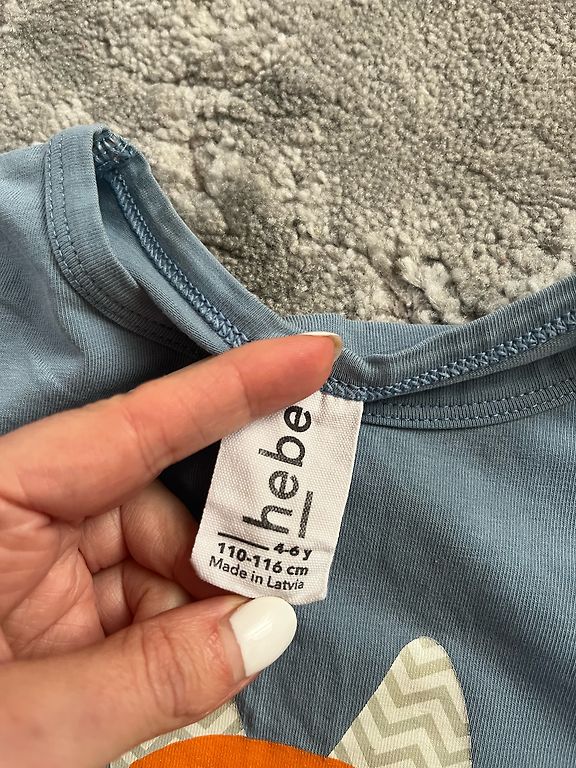 hebe
4-6 y
110-116 cm
Made in Latvia